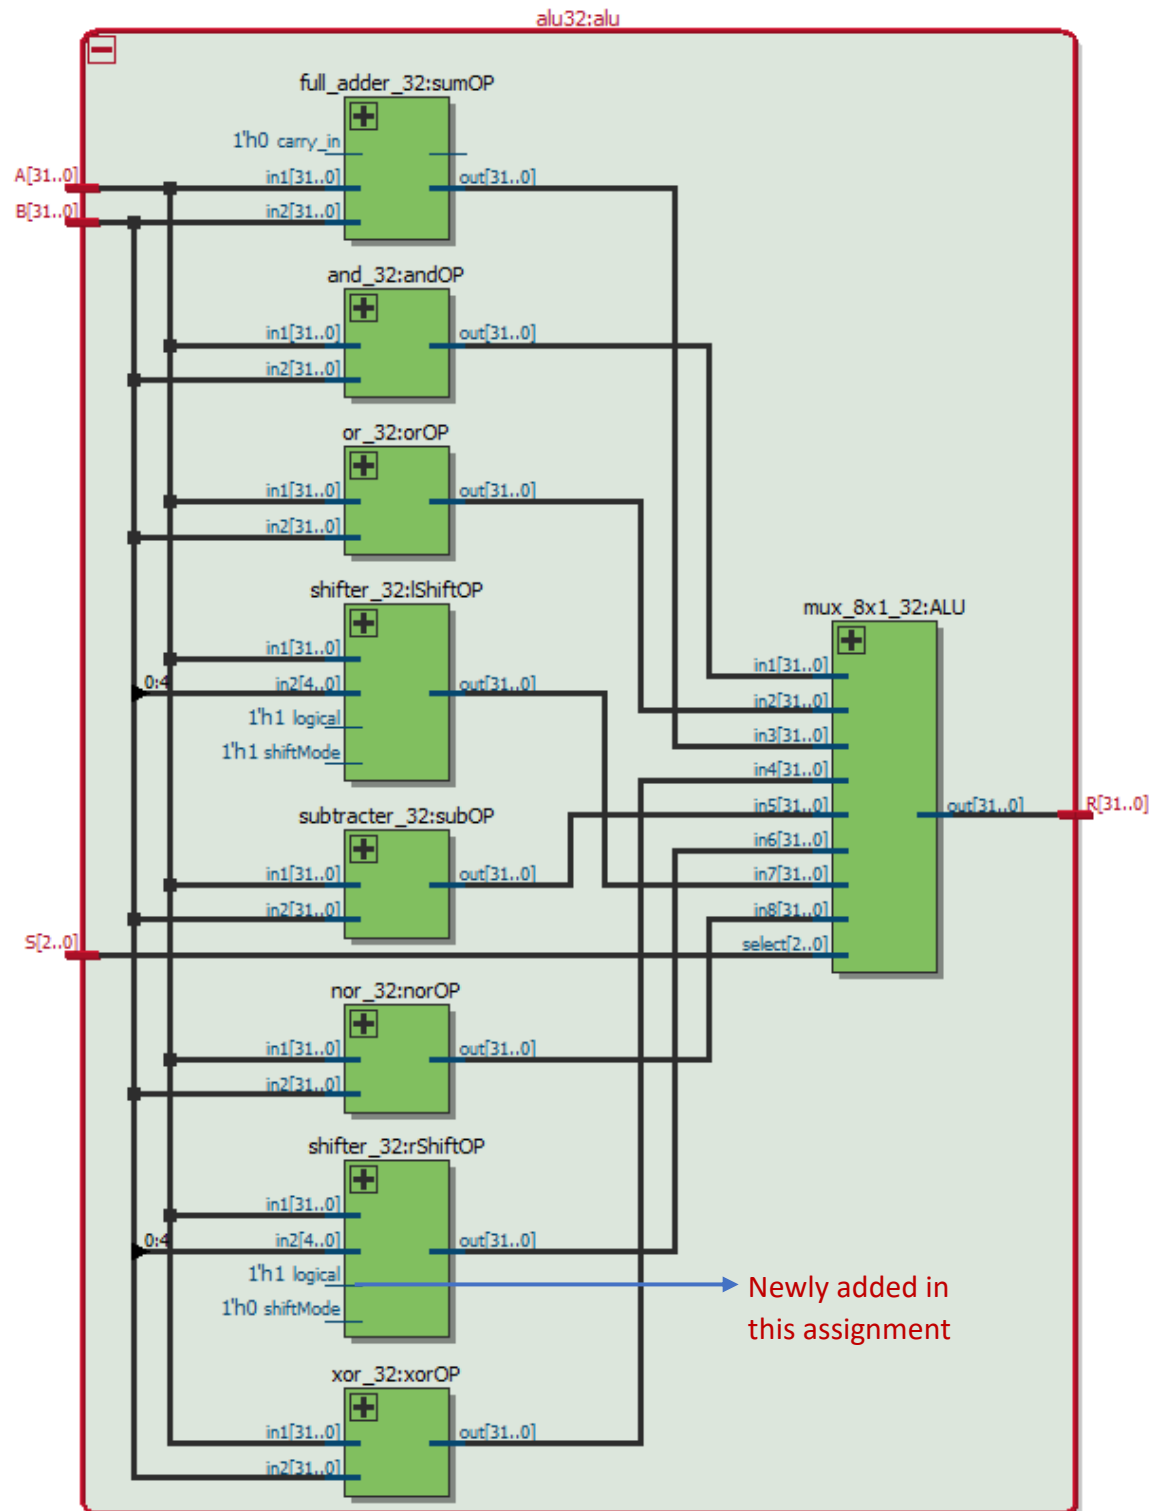 alu32:alu
full_adder_32:sumOP
1'h0 carry_in
A[31..0]
in1[31..0]
out[31..0]
B[31..0]
in2[31..0]
and_32:andOP
in1[31..0]
out[31..0]
in2[31..0]
or_32:orOP
in1[31..0]
out[31..0]
in2[31..0]
shifter_32:lShiftOP
in1[31..0]
0:4
in2[4..0]
out[31..0]
1'h1 logical
1'h1 shiftMode
subtracter_32:subOP
in1[31..0]
out[31..0]
in2[31..0]
S[2..0]
mux_8x1_32:ALU
in1[31..0]
in2[31..0]
in3[31..0]
in4[31..0]
in5[31..0]
out[31..0]
R[31..0]
in6[31..0]
in7[31..0]
in8[31..0]
select[2..0]
nor_32:norOP
in1[31..0]
out[31..0]
in2[31..0]
shifter_32:rShiftOP
in1[31..0]
0:4
in2[4..0]
out[31..0]
1'h1 logical
1'h0 shiftMode
Newly added in
this assignment
xor_32:xorOP
in1[31..0]
out[31..0]
in2[31..0]